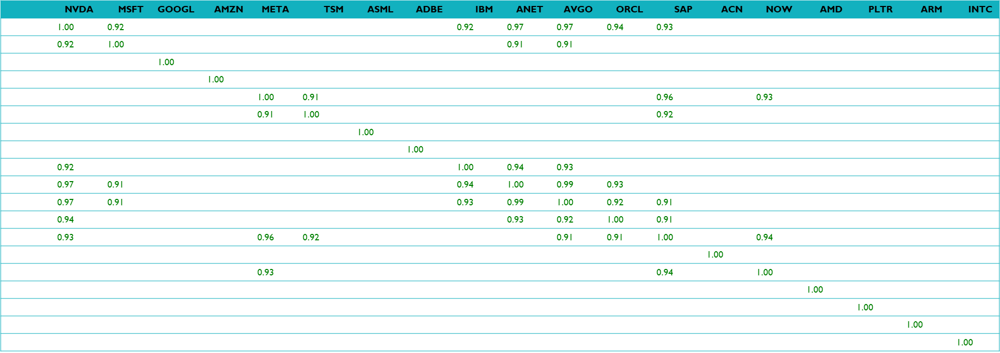 NVDA MSFT GOOGL AMZN META TSM ASML ADBE IBM ANET AVGO ORCL SAP ACN NOW AMD PLTR ARM INTC
1.00 0.92 0.92 0.97 0.97 0.94 0.93
0.92 1.00 0.91 0.91
1.00
1.00
1.00 0.91 0.96 0.93
0.91 1.00 0.92
1.00
1.00
0.92 1.00 0.94 0.93
0.97 0.91 0.94 1.00 0.99 0.93
0.97 0.91 0.93 0.99 1.00 0.92 0.91
0.94 0.93 0.92 1.00 0.91
0.93 0.96 0.92 0.91 0.91 1.00 0.94
1.00
0.93 0.94 1.00
1.00
1.00
1.00
1.00